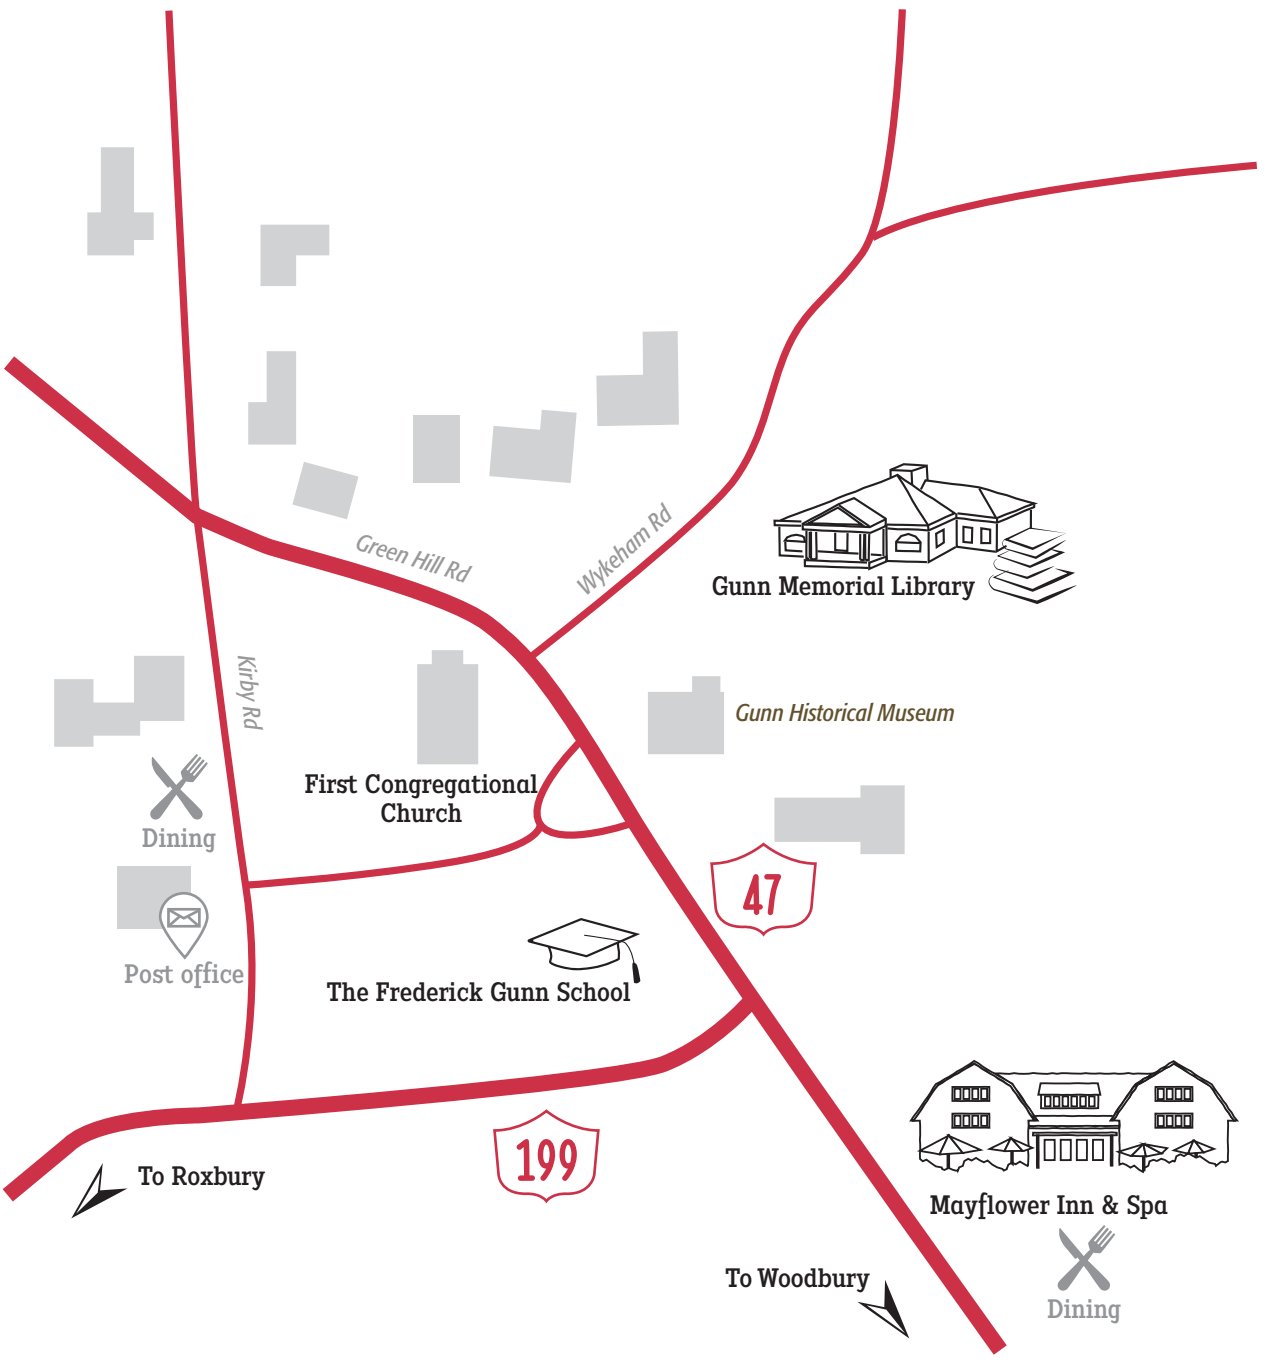 Green Hill Rd
Wykeham Rd
Gunn Memorial Library
Kirby Rd
Gunn Historical Museum
First Congregational
Church
Dining
47
Post office
The Frederick Gunn School
199
To Roxbury
Mayflower Inn & Spa
To Woodbury
Dining